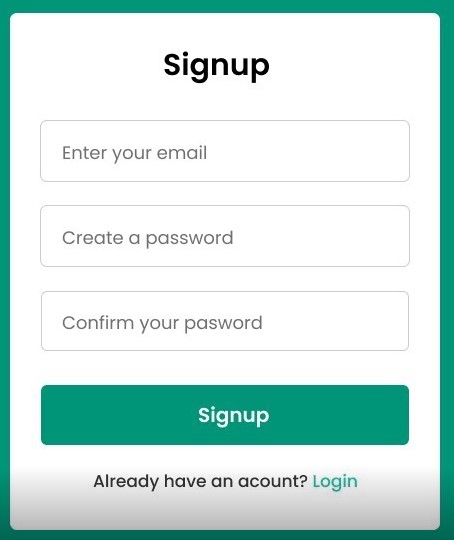 Signup
Enter your email
Create a password
Confirm your pasword
Signup
Already have an acount? Login